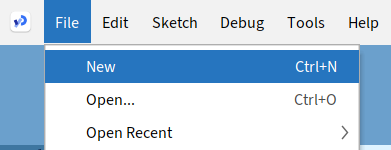 File Edit Sketch Debug Tools Help
New Ctrl+N
Open... Ctrl+O
Open Recent